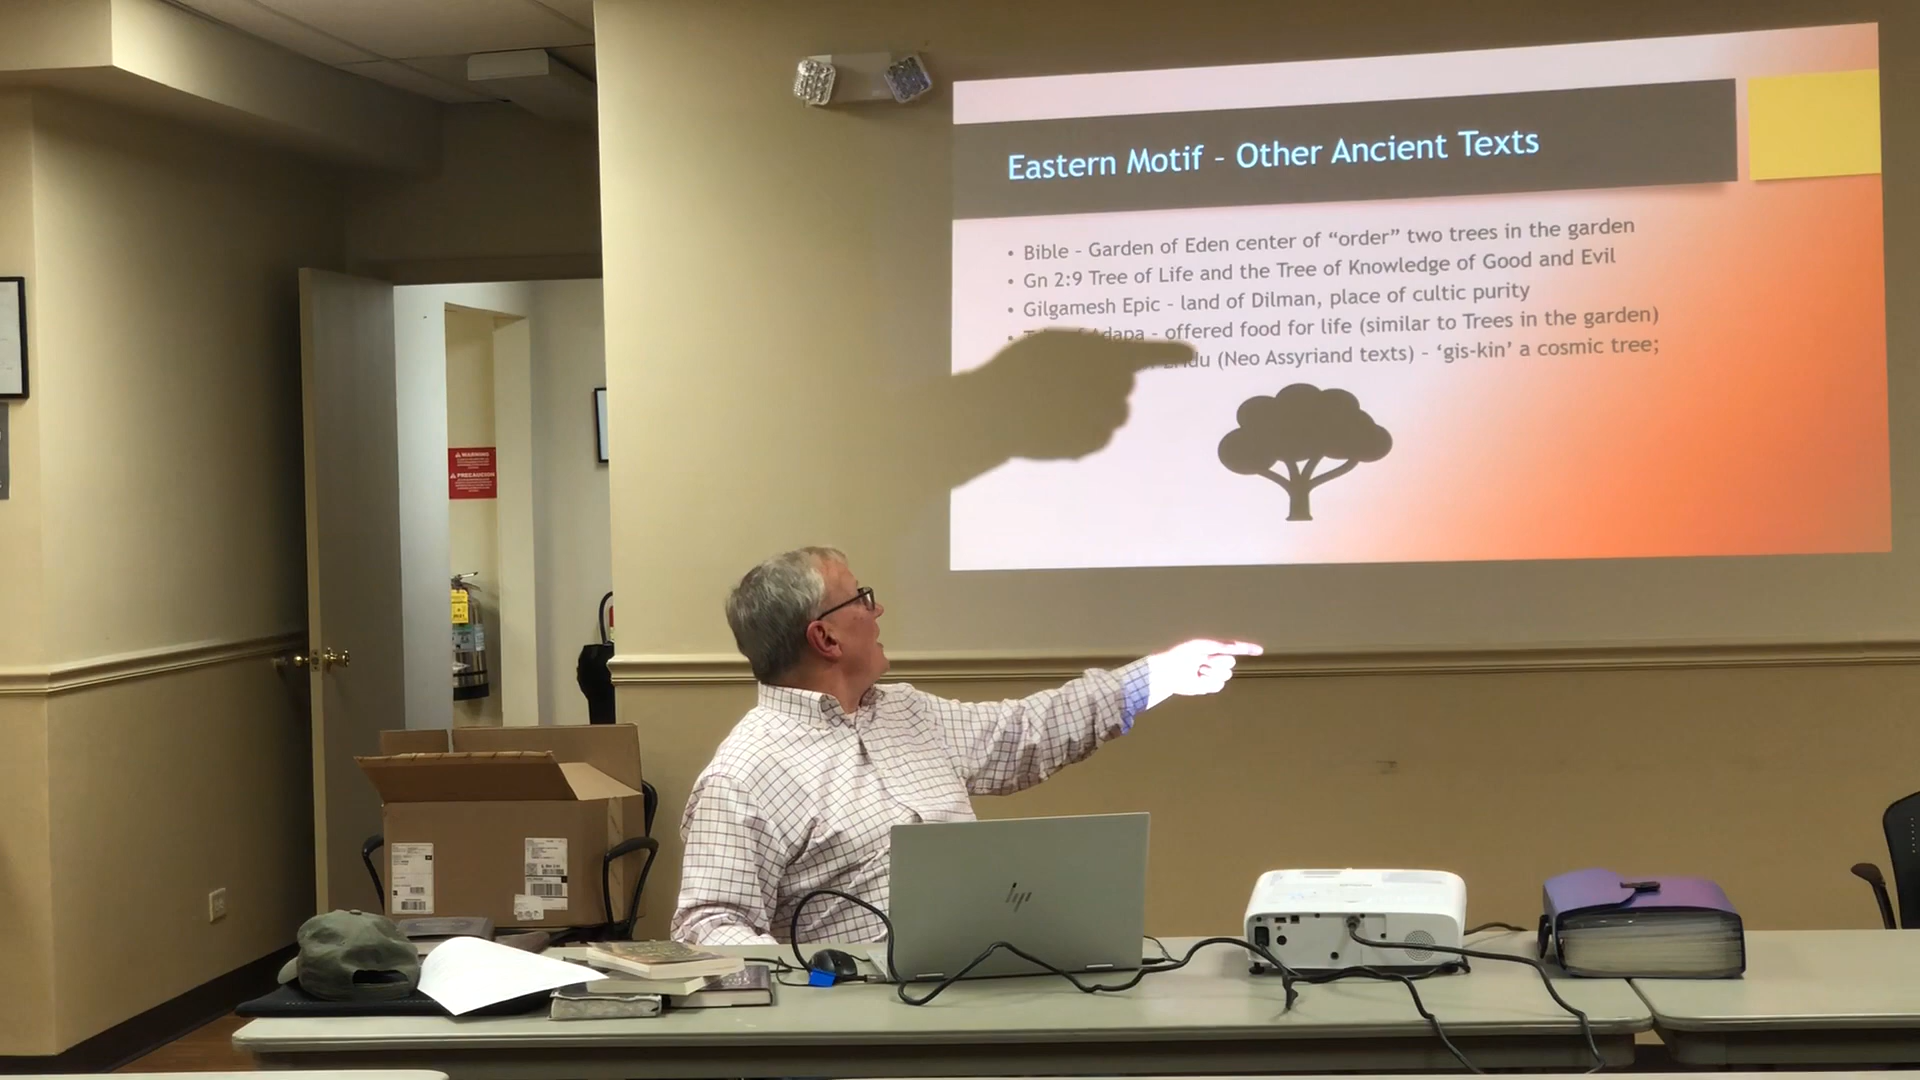 Eastern Motif – Other Ancient Texts
• Bible – Garden of Eden center of “order” two trees in the garden
• Gn 2:9 Tree of Life and the Tree of Knowledge of Good and Evil
• Gilgamesh Epic – land of Dilman, place of cultic purity
• Adapa – offered food for life (similar to Trees in the garden)
(Neo Assyriand texts) – ‘gis-kin’ a cosmic tree;
WARNING
PRECAUCION
hp